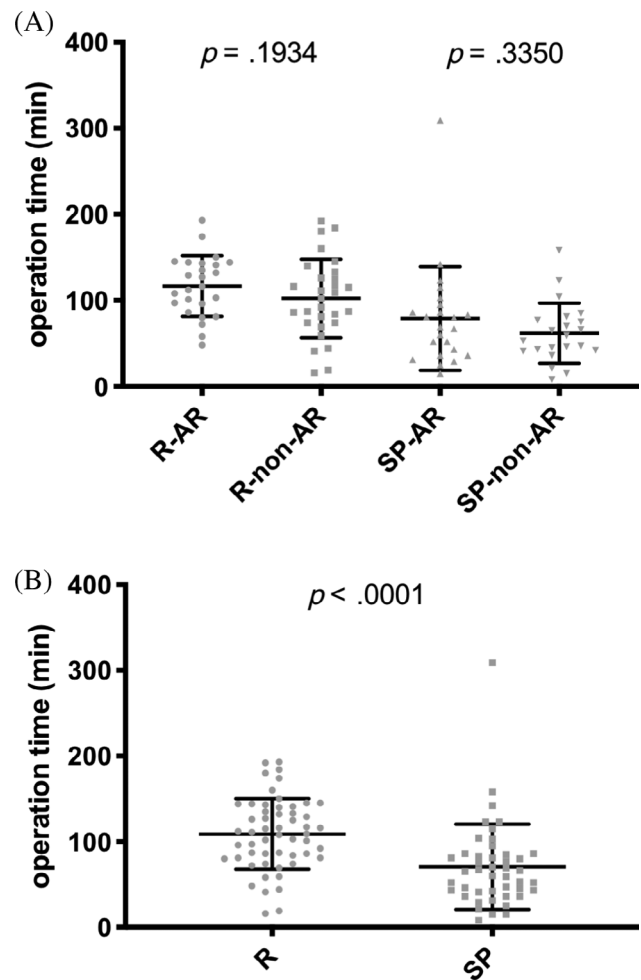 (A)
p = .1934
p = .3350
operation time (min)
400
300
200
100
0
R-AR
R-non-AR
SP-AR
SP-non-AR
(B)
p < .0001
operation time (min)
400
300
200
100
0
R
SP